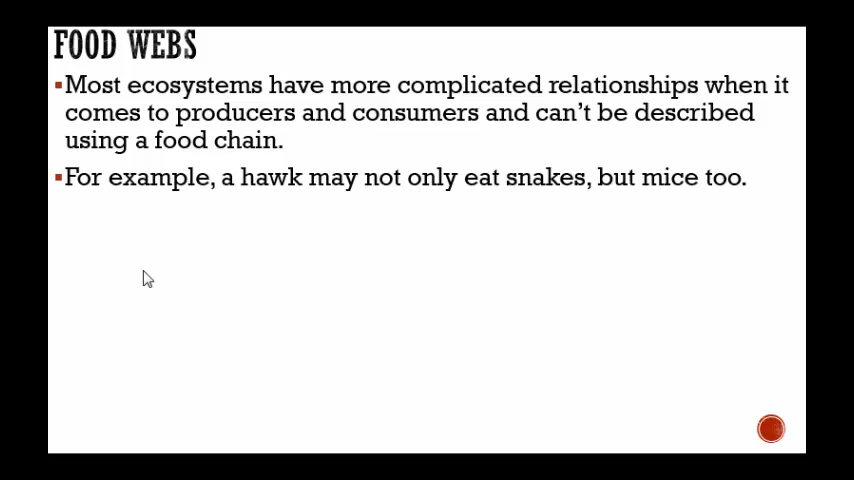 FOOD WEBS
▪Most ecosystems have more complicated relationships when it
comes to producers and consumers and can't be described
using a food chain.
▪For example, a hawk may not only eat snakes, but mice too.